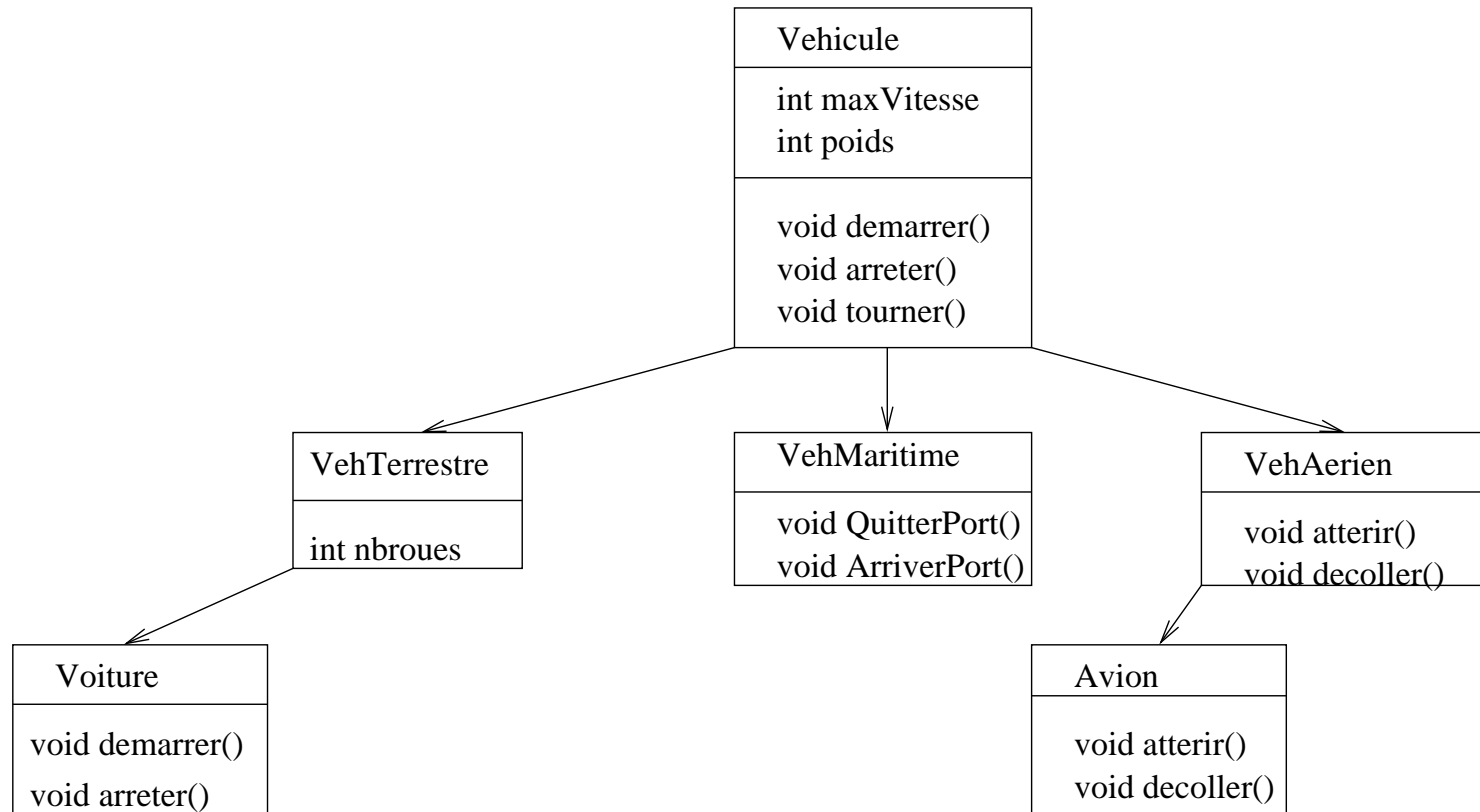 Vehicule
int maxVitesse
int poids
void demarrer()
void arreter()
void tourner()
VehTerrestre
int nbroues
VehMaritime
void QuitterPort()
void ArriverPort()
VehAerien
void atterir()
void decoller()
Voiture
void demarrer()
void arreter()
Avion
void atterir()
void decoller()